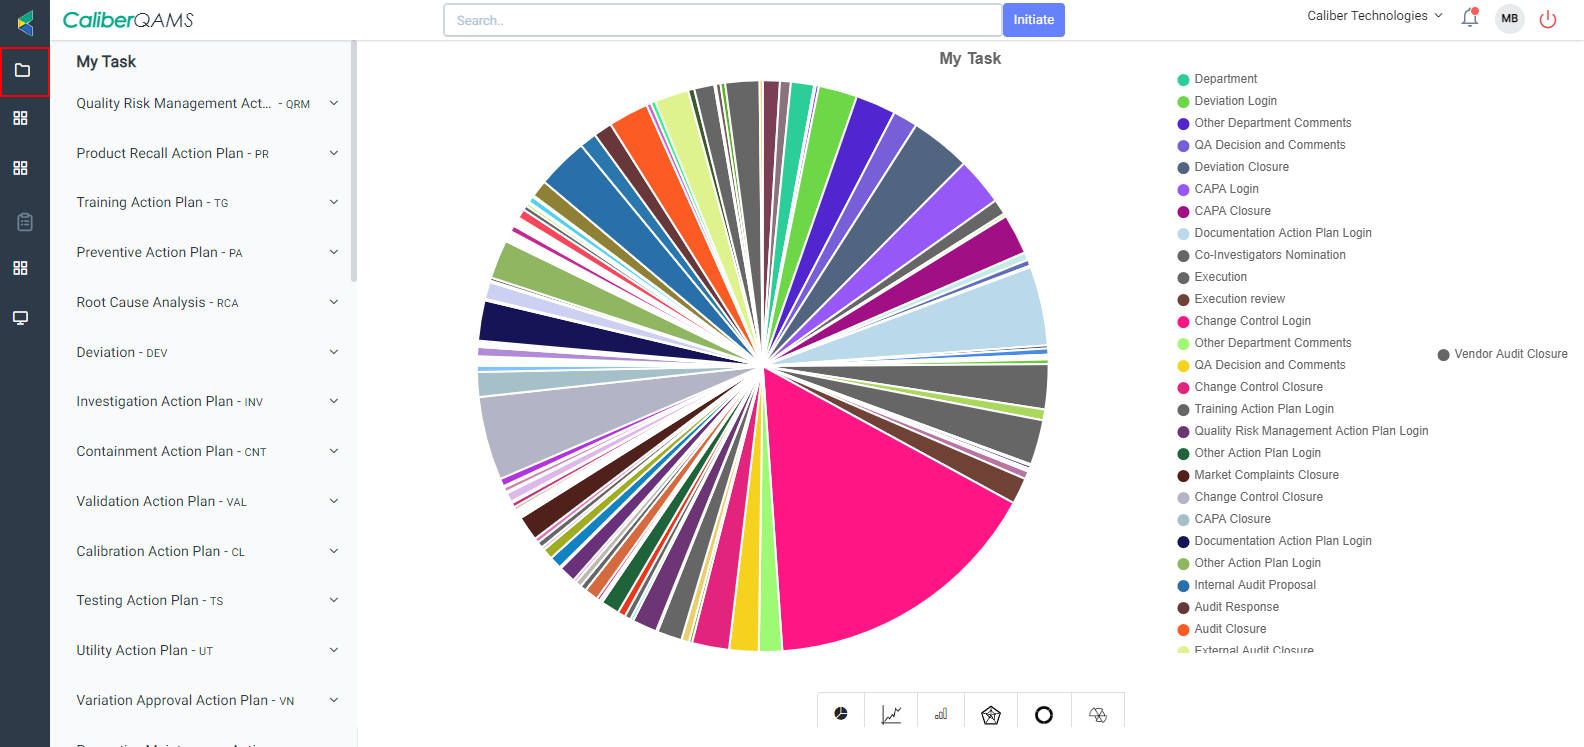 CaliberQAMS
Search..
Initiate
Caliber Technologies
MB
My Task
Quality Risk Management Act... - QRM
Product Recall Action Plan - PR
Training Action Plan - TG
Preventive Action Plan - PA
Root Cause Analysis - RCA
Deviation - DEV
Investigation Action Plan - INV
Containment Action Plan - CNT
Validation Action Plan - VAL
Calibration Action Plan - CL
Testing Action Plan - TS
Utility Action Plan - UT
Variation Approval Action Plan - VN
My Task
Department
Deviation Login
Other Department Comments
QA Decision and Comments
Deviation Closure
CAPA Login
CAPA Closure
Documentation Action Plan Login
Co-Investigators Nomination
Execution
Execution review
Change Control Login
Other Department Comments
QA Decision and Comments
Change Control Closure
Training Action Plan Login
Quality Risk Management Action Plan Login
Other Action Plan Login
Market Complaints Closure
Change Control Closure
CAPA Closure
Documentation Action Plan Login
Other Action Plan Login
Internal Audit Proposal
Audit Response
Audit Closure
External Audit Closure
Vendor Audit Closure